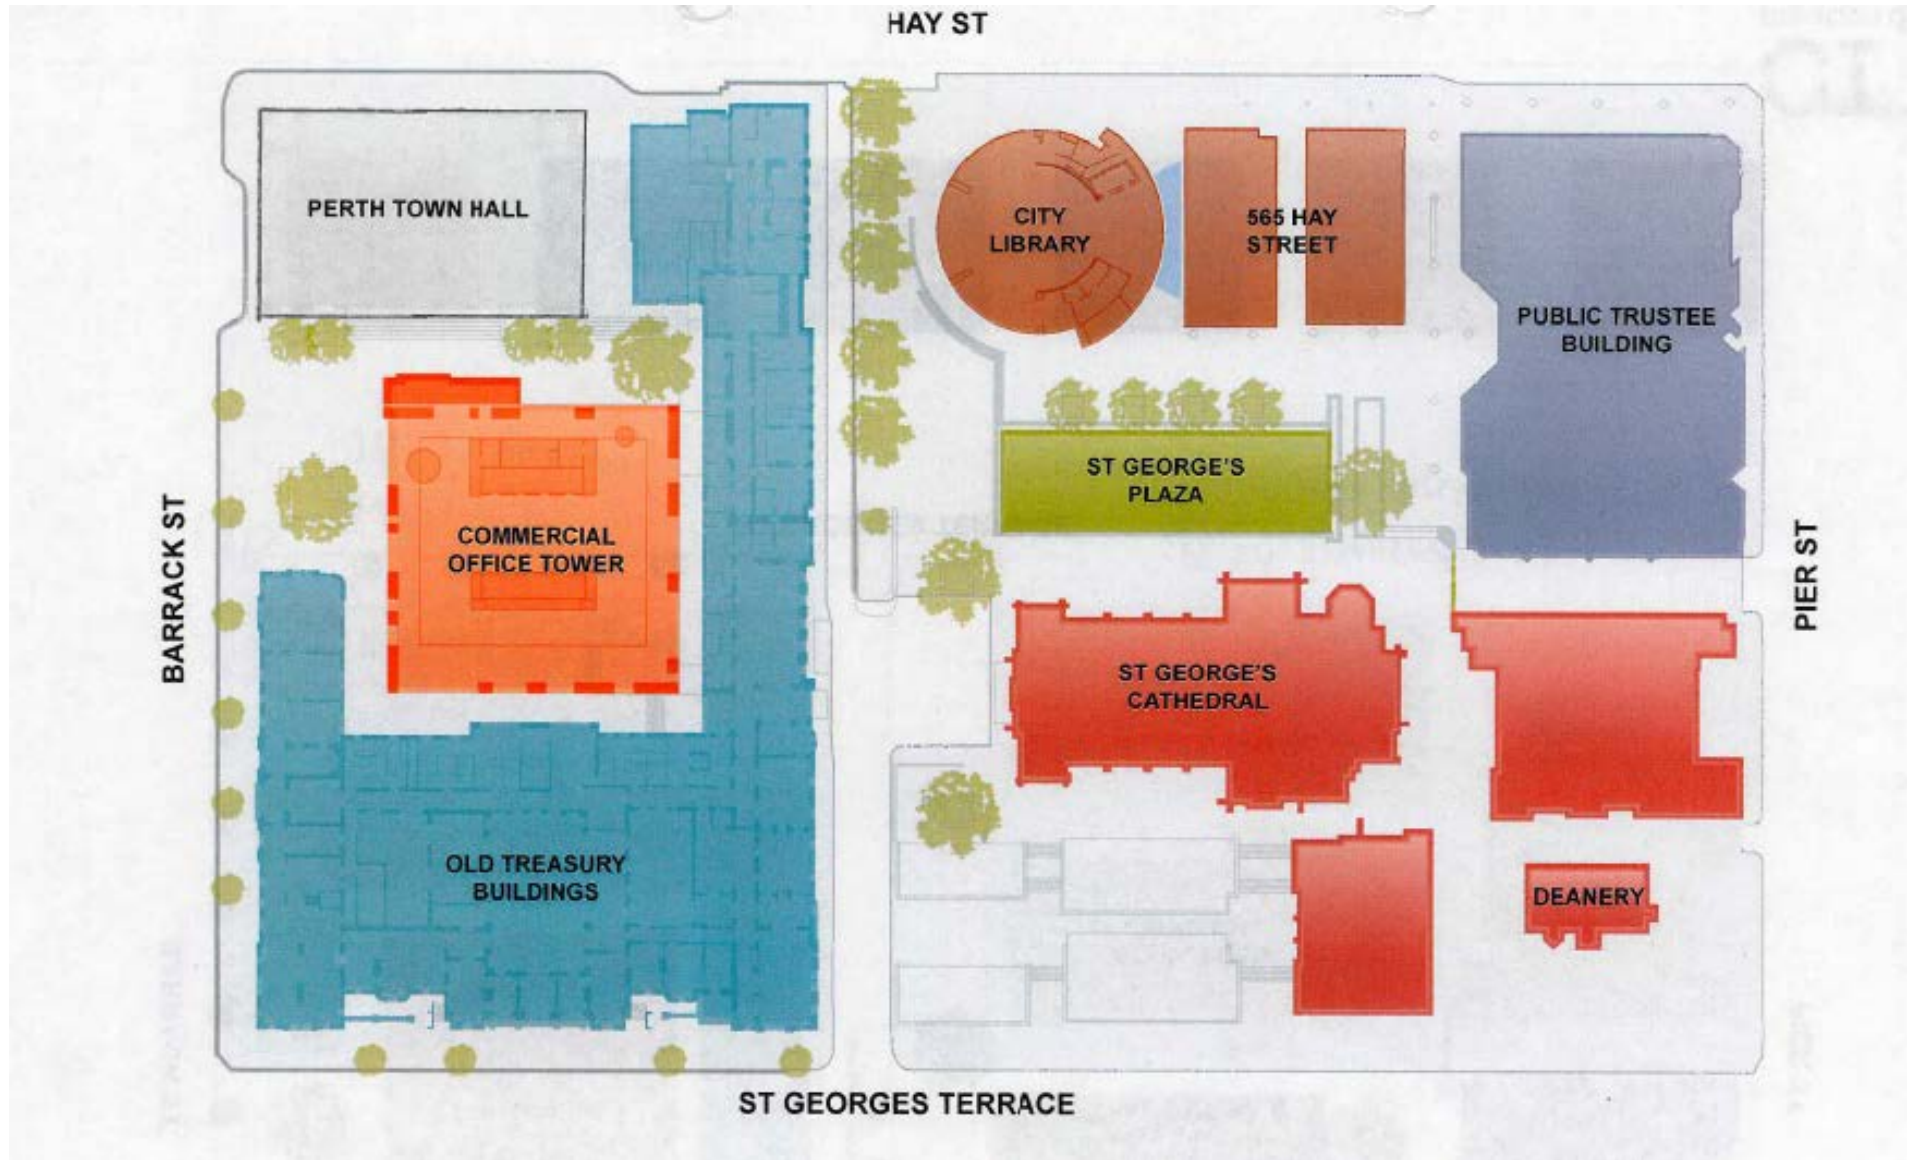 HAY ST
PERTH TOWN HALL
CITY
LIBRARY
565 HAY
STREET
PUBLIC TRUSTEE
BUILDING
ST GEORGE'S
PLAZA
COMMERCIAL
OFFICE TOWER
BARRACK ST
PIER ST
ST GEORGE'S
CATHEDRAL
OLD TREASURY
BUILDINGS
DEANERY
ST GEORGES TERRACE